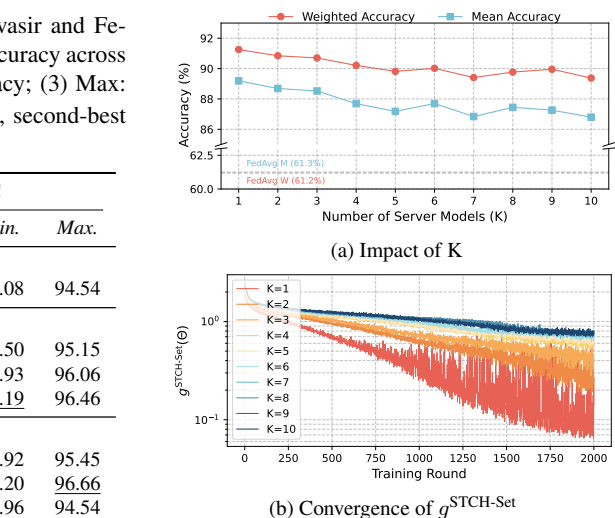 vasir and Fe-
ccuracy across
acy; (3) Max:
, second-best
in. Max.
.08 94.54
.50 95.15
.93 96.06
.19 96.46
.92 95.45
.20 96.66
.96 94.54
Weighted Accuracy Mean Accuracy
Accuracy (%)
92
90
88
86
62.5
60.0
FedAvg M (61.3%)
FedAvg W (61.2%)
1 2 3 4 5 6 7 8 9 10
Number of Server Models (K)
(a) Impact of K
g^STCH-Set(Θ)
10^0
10^-1
K=1
K=2
K=3
K=4
K=5
K=6
K=7
K=8
K=9
K=10
0 250 500 750 1000 1250 1500 1750 2000
Training Round
(b) Convergence of g^STCH-Set